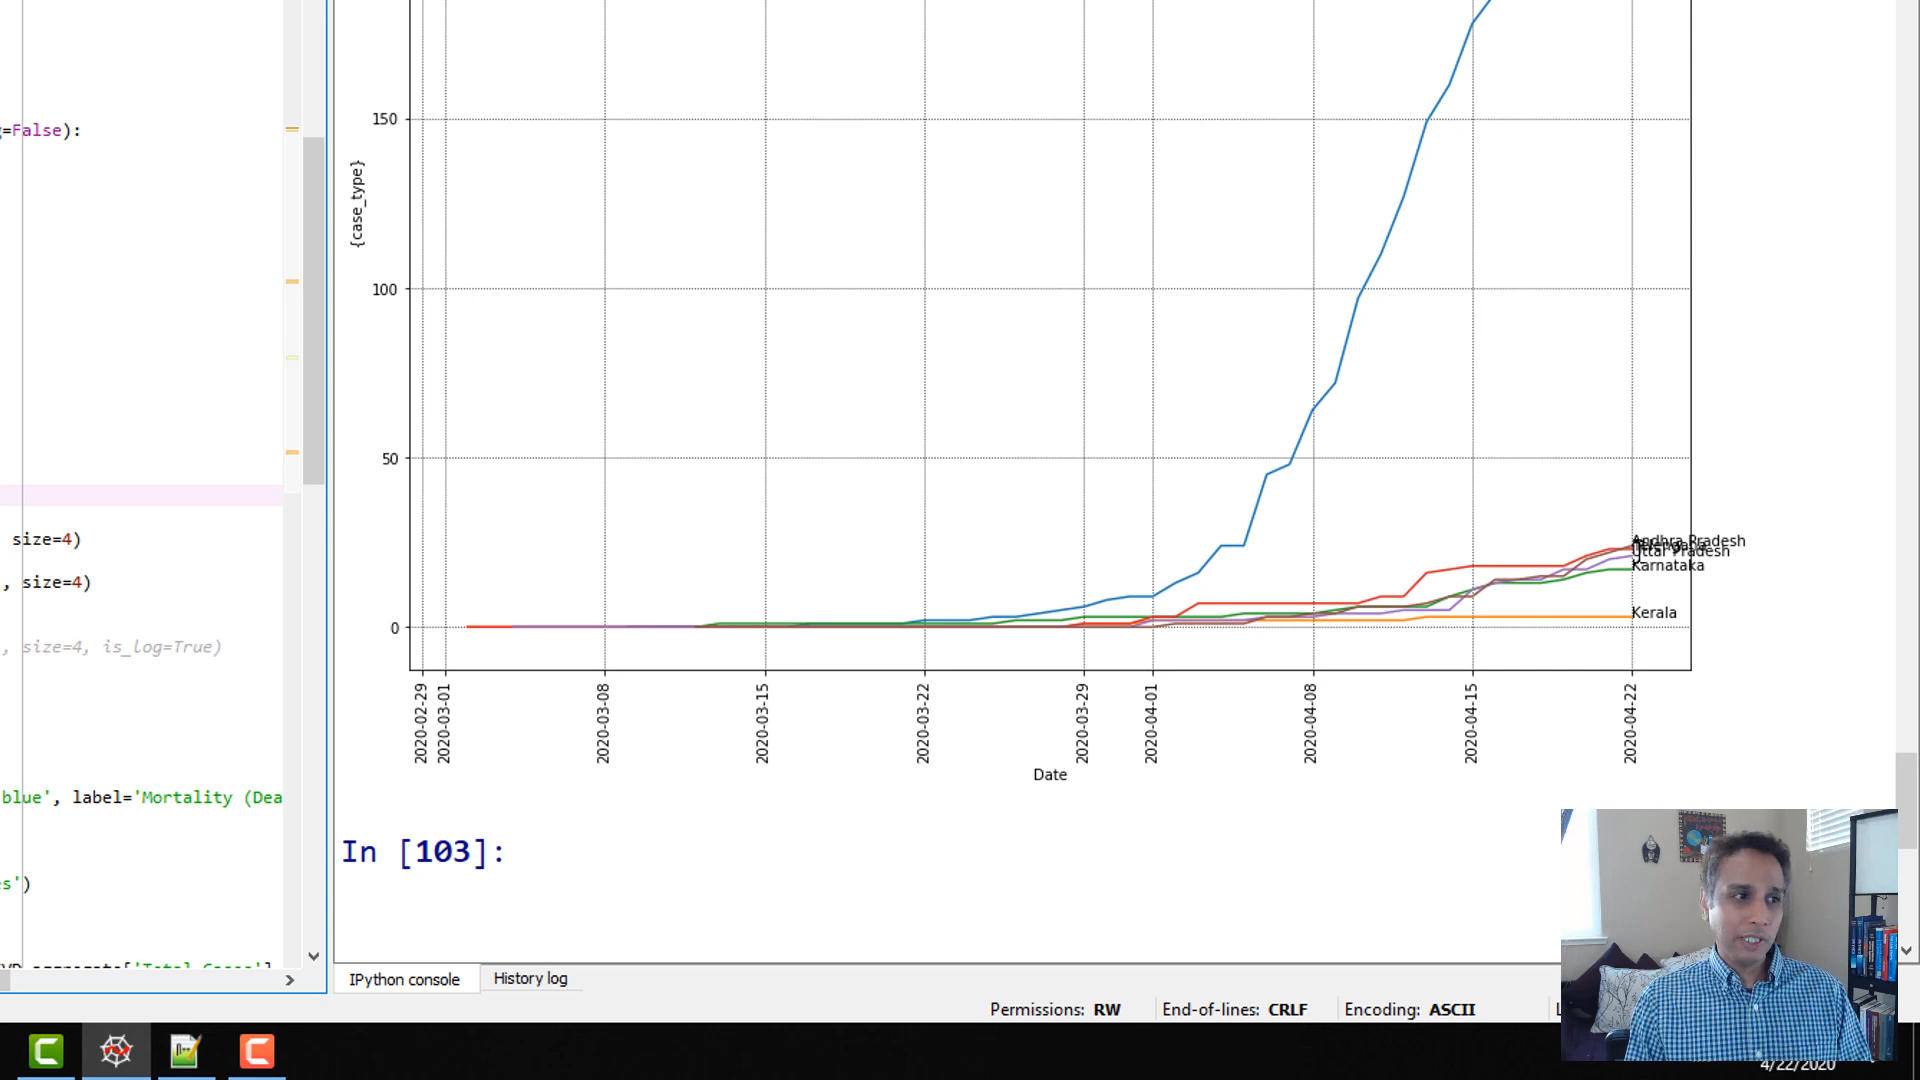 =False):
size=4)
, size=4)
, size=4, is_log=True)
blue', label='Mortality (Dea
s')
150
100
50
0
{case_type}
Andhra Pradesh
Uttar Pradesh
Karnataka
Kerala
2020-02-29
2020-03-01
2020-03-08
2020-03-15
2020-03-22
2020-03-29
2020-04-01
2020-04-08
2020-04-15
2020-04-22
Date
In [103]:
IPython console
History log
Permissions: RW
End-of-lines: CRLF
Encoding: ASCII
4/22/2020